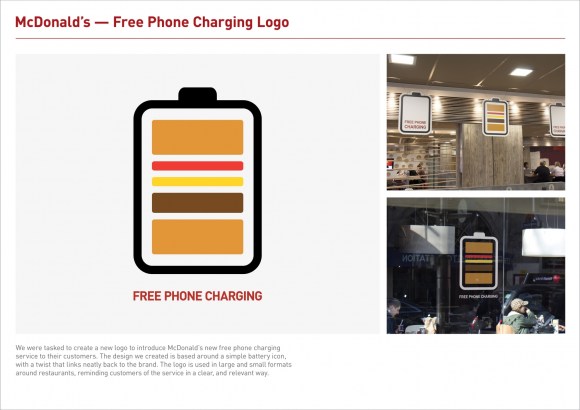 McDonald's — Free Phone Charging Logo
FREE PHONE CHARGING
FREE PHONE
CHARGING
FREE PHONE CHARGING
We were tasked to create a new logo to introduce McDonald's new free phone charging
service to their customers. The design we created is based around a simple battery icon,
with a twist that links neatly back to the brand. The logo is used in large and small formats
around restaurants, reminding customers of the service in a clear, and relevant way.